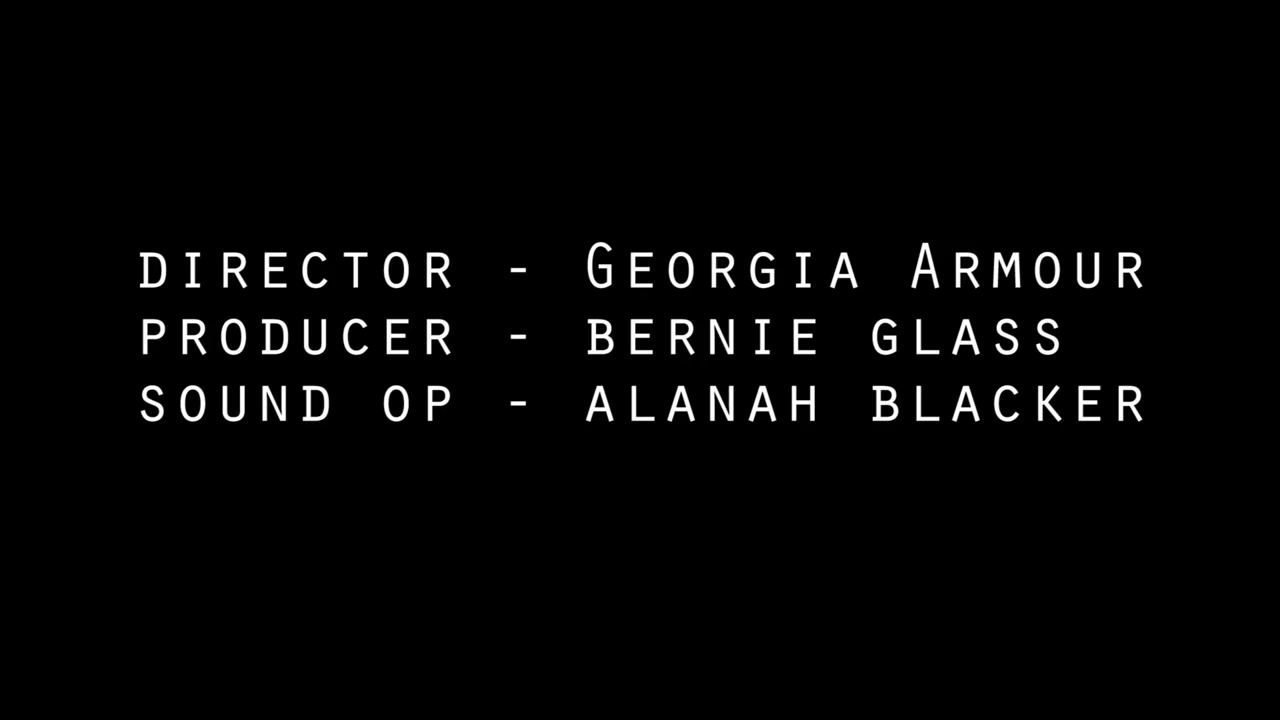 DIRECTOR - GEORGIA ARMOUR
PRODUCER - BERNIE GLASS
SOUND OP - ALANAH BLACKER